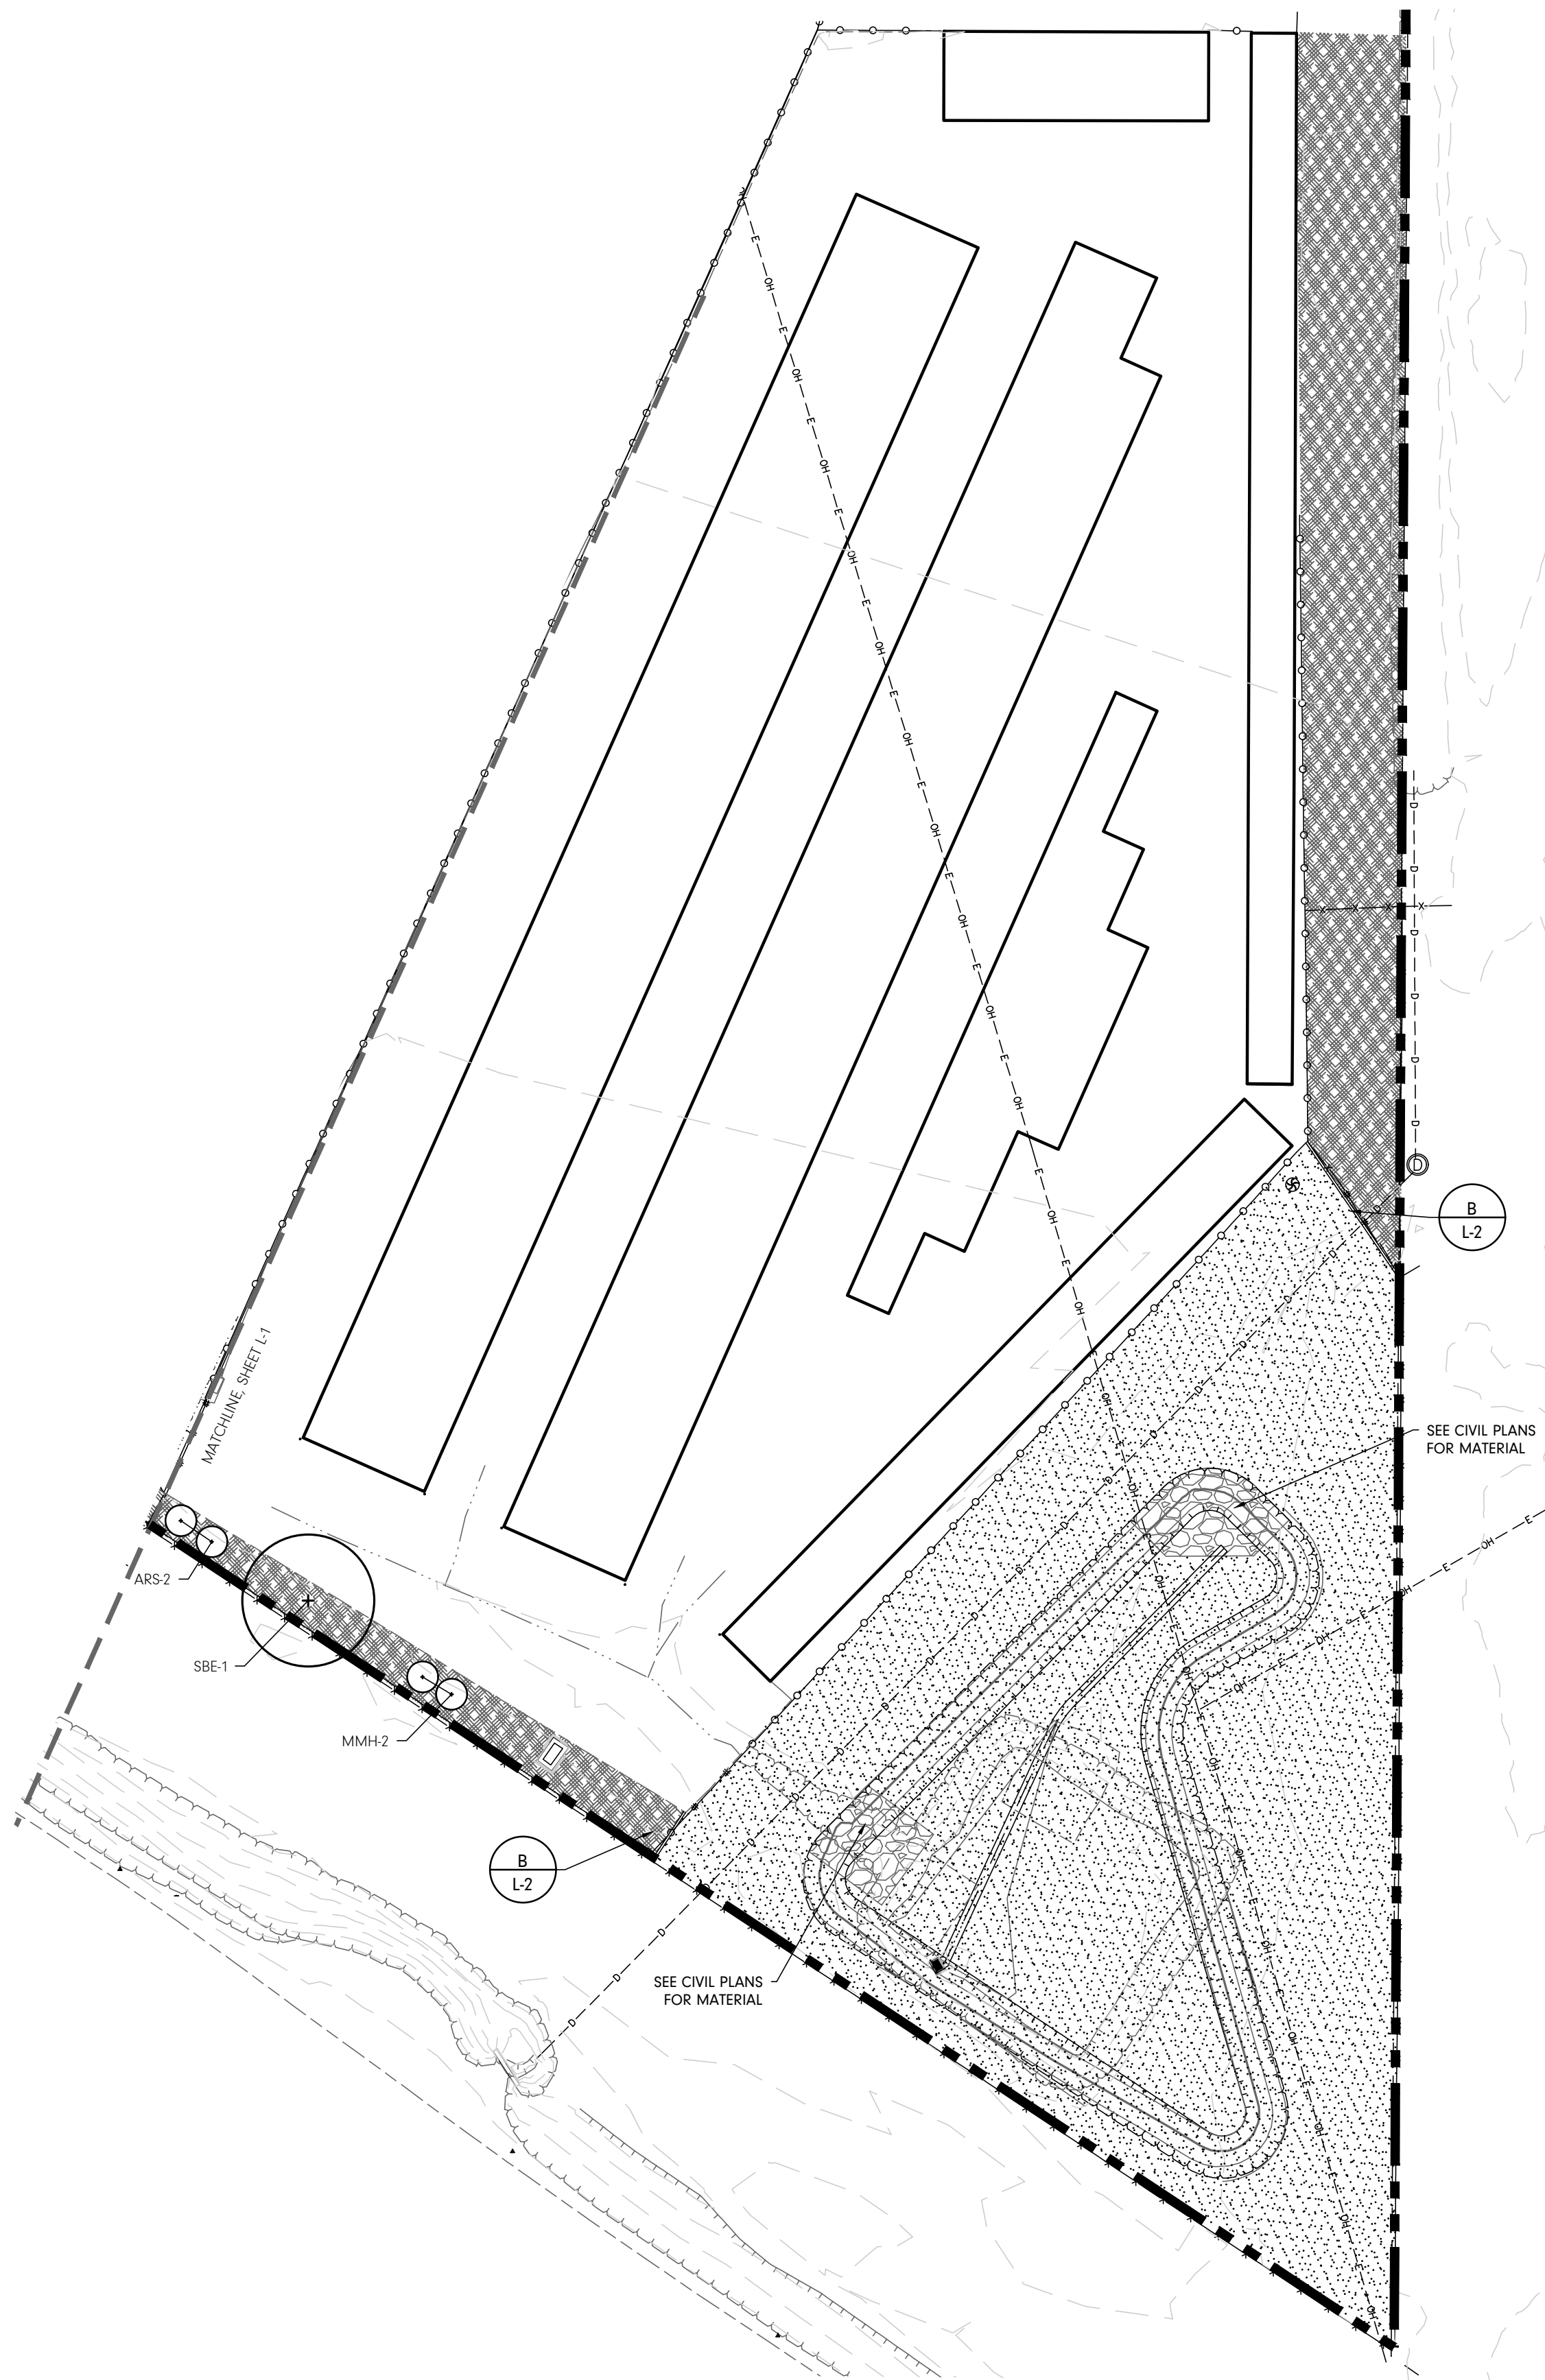 MATCHLINE, SHEET L-1
B
L-2
SEE CIVIL PLANS
FOR MATERIAL
ARS-2
SBE-1
MMH-2
B
L-2
SEE CIVIL PLANS
FOR MATERIAL
D